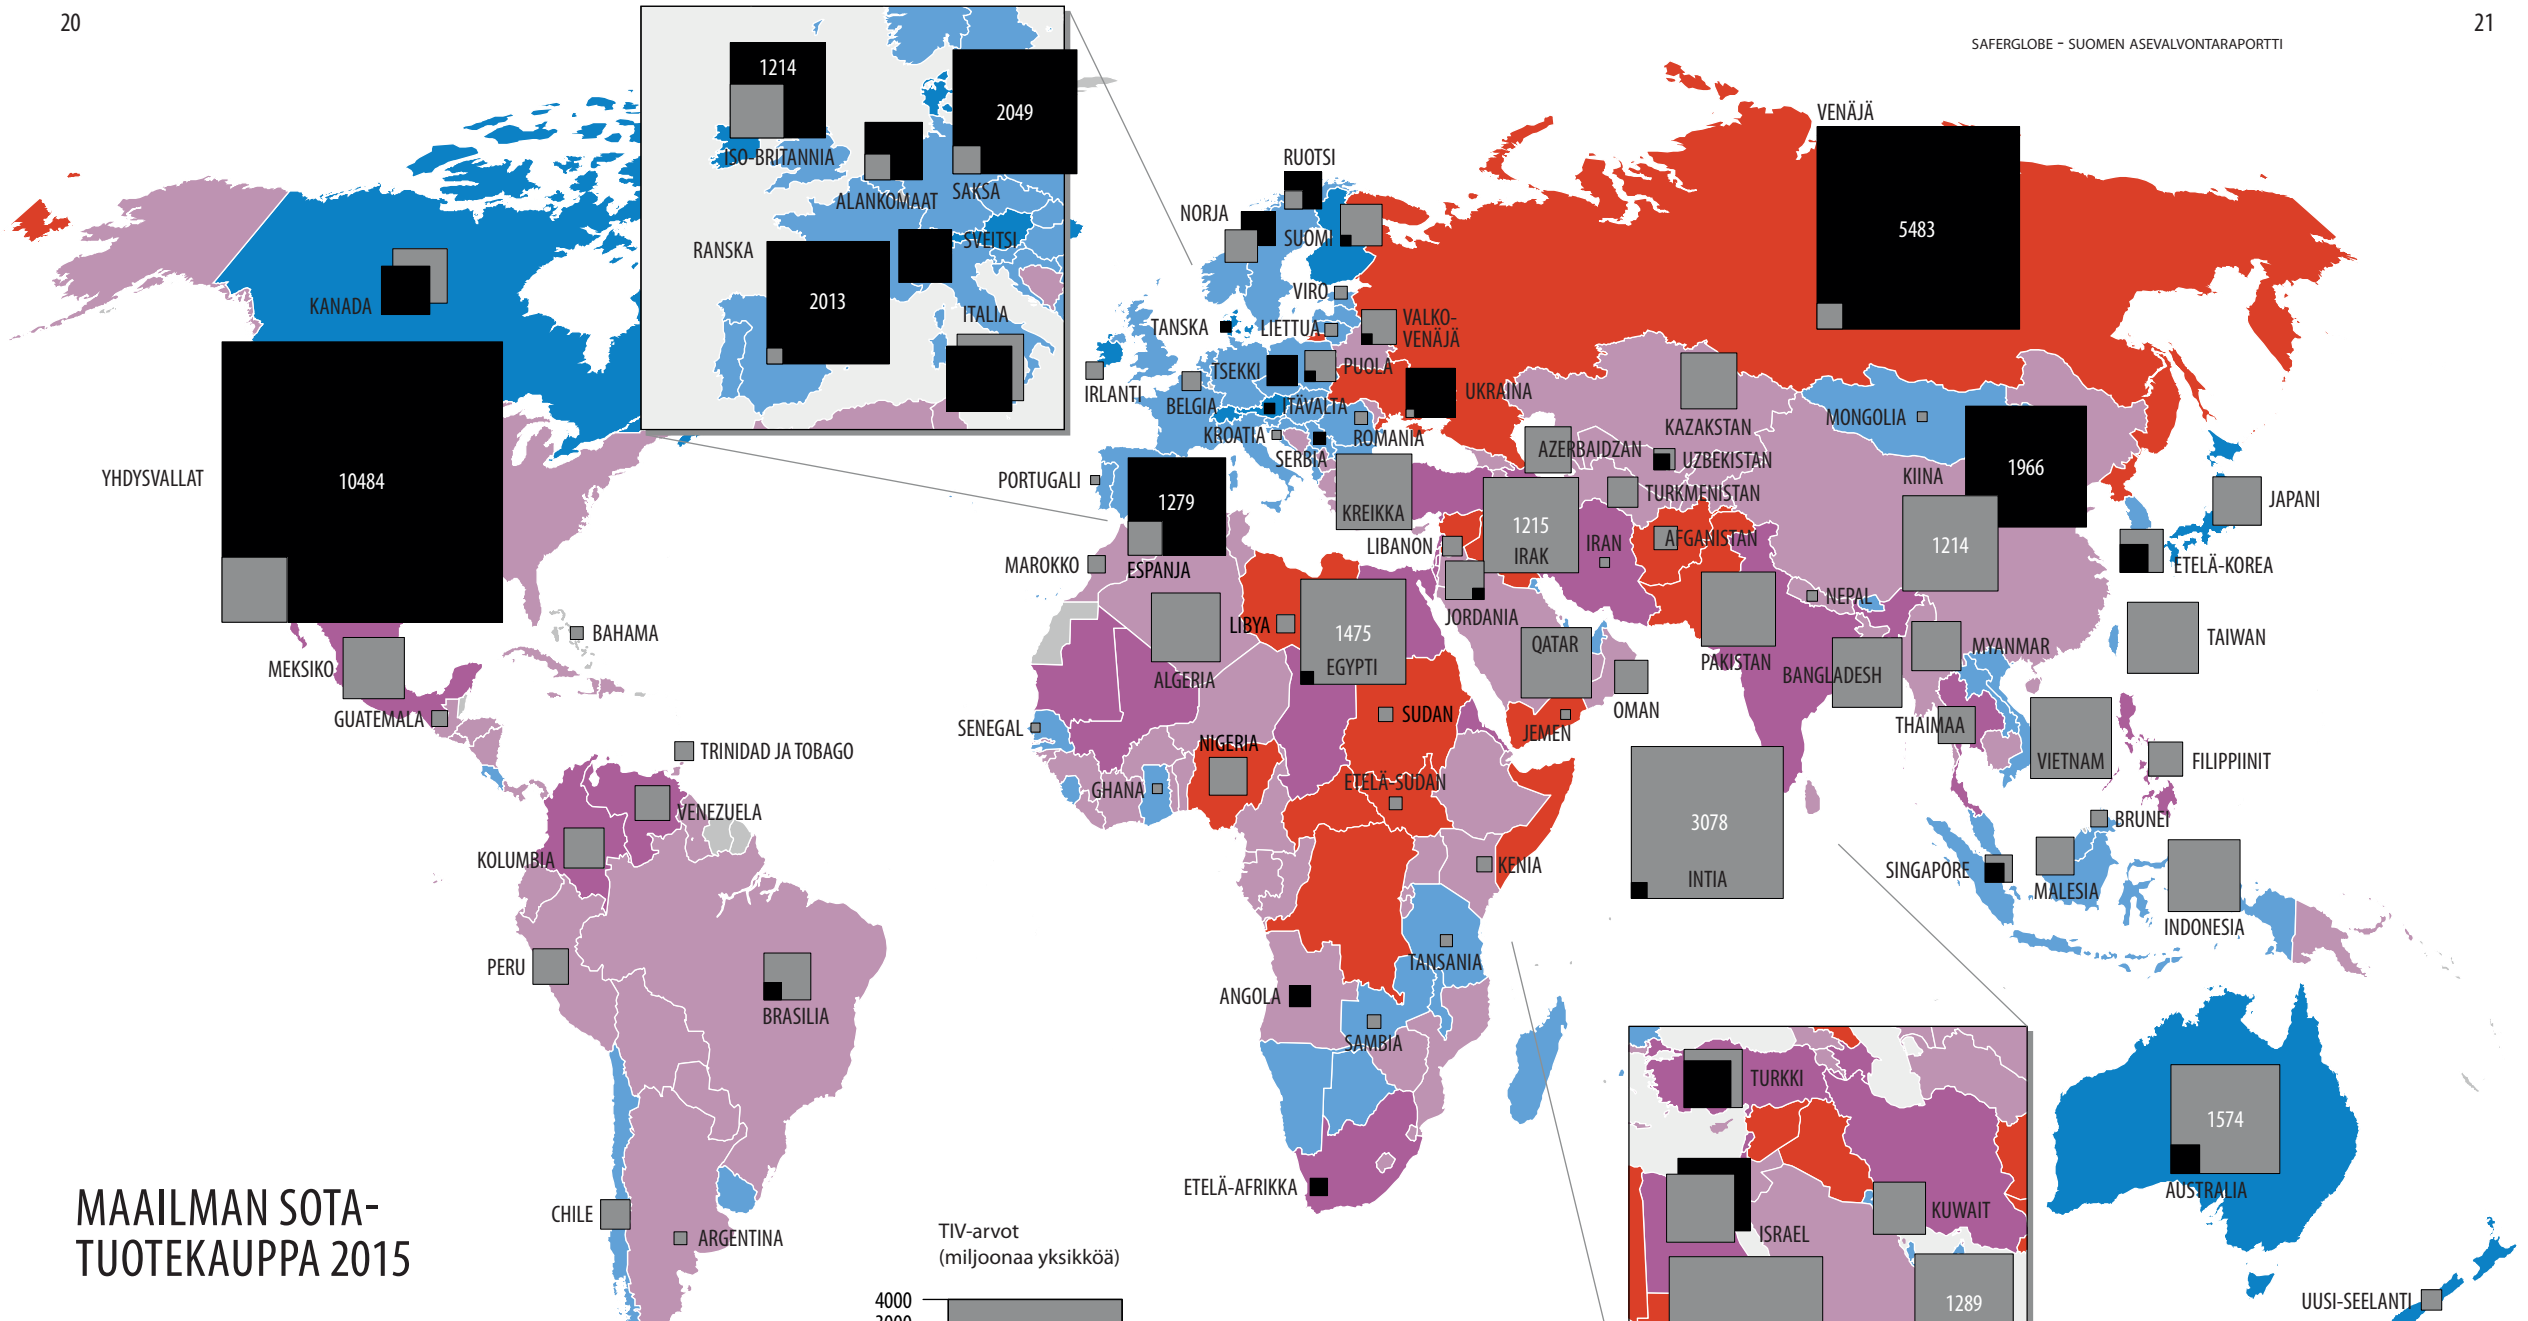 20
21
SAFERGLOBE - SUOMEN ASEVALVONTARAPORTTI
1214
ISO-BRITANNIA
2049
SAKSA
ALANKOMAAT
RANSKA
2013
SVEITSI
ITALIA
VENÄJÄ
5483
RUOTSI
NORJA
SUOMI
VIRO
TANSKA
LIETTUA
VALKO-
VENÄJÄ
TSEKKI
PUOLA
IRLANTI
BELGIA
ITÄVALTA
UKRAINA
KROATIA
ROMANIA
SERBIA
PORTUGALI
1279
ESPANJA
KREIKKA
KANADA
YHDYSVALLAT
10484
MEKSIKO
BAHAMA
GUATEMALA
TRINIDAD JA TOBAGO
VENEZUELA
KOLUMBIA
PERU
BRASILIA
CHILE
ARGENTINA
KAZAKSTAN
MONGOLIA
AZERBAIDZAN
UZBEKISTAN
TURKMENISTAN
KIINA
1966
1214
JAPANI
ETELÄ-KOREA
LIBANON
1215
IRAK
IRAN
AFGANISTAN
MAROKKO
ALGERIA
LIBYA
1475
EGYPTI
JORDANIA
QATAR
OMAN
PAKISTAN
NEPAL
BANGLADESH
MYANMAR
TAIWAN
THAIMAA
VIETNAM
FILIPPIINIT
SENEGAL
NIGERIA
SUDAN
JEMEN
GHANA
ETELÄ-SUDAN
KENIA
3078
INTIA
BRUNEI
SINGAPORE
MALESIA
INDONESIA
TANSANIA
ANGOLA
SAMBIA
ETELÄ-AFRIKKA
TURKKI
ISRAEL
KUWAIT
1289
1574
AUSTRALIA
UUSI-SEELANTI
MAAILMAN SOTA-
TUOTEKAUPPA 2015
TIV-arvot
(miljoonaa yksikköä)
4000